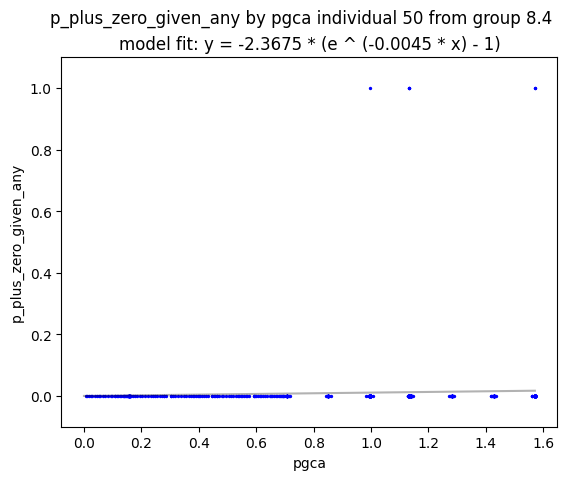 p_plus_zero_given_any by pgca individual 50 from group 8.4
model fit: y = -2.3675 * (e ^ (-0.0045 * x) - 1)
1.0
0.8
0.6
0.4
0.2
0.0
p_plus_zero_given_any
0.0 0.2 0.4 0.6 0.8 1.0 1.2 1.4 1.6
pgca